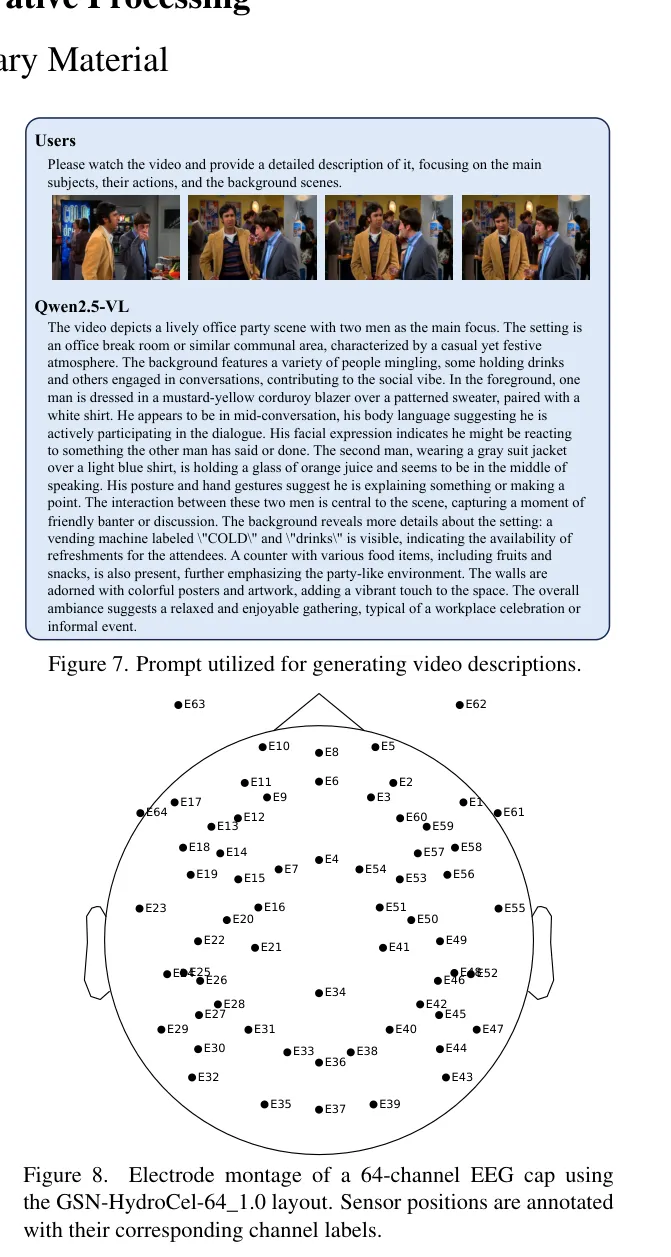 ative Processing
ary Material
Users
Please watch the video and provide a detailed description of it, focusing on the main
subjects, their actions, and the background scenes.
Qwen2.5-VL
The video depicts a lively office party scene with two men as the main focus. The setting is
an office break room or similar communal area, characterized by a casual yet festive
atmosphere. The background features a variety of people mingling, some holding drinks
and others engaged in conversations, contributing to the social vibe. In the foreground, one
man is dressed in a mustard-yellow corduroy blazer over a patterned sweater, paired with a
white shirt. He appears to be in mid-conversation, his body language suggesting he is
actively participating in the dialogue. His facial expression indicates he might be reacting
to something the other man has said or done. The second man, wearing a gray suit jacket
over a light blue shirt, is holding a glass of orange juice and seems to be in the middle of
speaking. His posture and hand gestures suggest he is explaining something or making a
point. The interaction between these two men is central to the scene, capturing a moment of
friendly banter or discussion. The background reveals more details about the setting: a
vending machine labeled \"COLD\" and \"drinks\" is visible, indicating the availability of
refreshments for the attendees. A counter with various food items, including fruits and
snacks, is also present, further emphasizing the party-like environment. The walls are
adorned with colorful posters and artwork, adding a vibrant touch to the space. The overall
ambiance suggests a relaxed and enjoyable gathering, typical of a workplace celebration or
informal event.
Figure 7. Prompt utilized for generating video descriptions.
E63 E62
E10 E8 E5
E11 E6 E2
E9 E3
E17 E1
E64 E12 E60 E61
E13 E59
E18 E14 E57 E58
E4
E7 E54
E19 E15 E53 E56
E23 E16 E51 E55
E20 E50
E22 E21 E41 E49
E25 E52
E26 E46
E34
E28 E42
E27 E45
E29 E31 E40 E47
E30 E33 E38 E44
E36
E32 E43
E35 E37 E39
Figure 8. Electrode montage of a 64-channel EEG cap using
the GSN-HydroCel-64_1.0 layout. Sensor positions are annotated
with their corresponding channel labels.